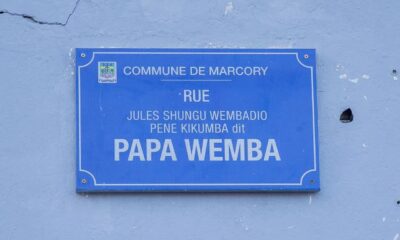 COMMUNE DE MARCORY
RUE
JULES SHUNGU WEMBADIO
PENE KIKUMBA dit
PAPA WEMBA